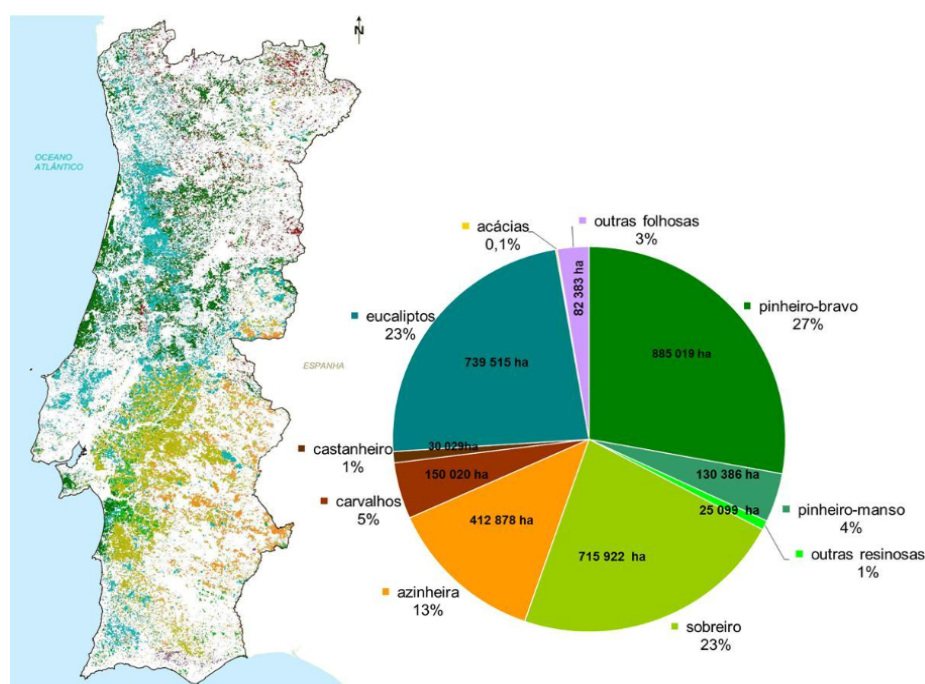 N
OCEANO
ATLÂNTICO
ESPANHA
acácias
0,1%
outras folhosas
3%
82 383 ha
pinheiro-bravo
27%
885 019 ha
eucaliptos
23%
739 515 ha
castanheiro
1%
30 029ha
carvalhos
5%
150 020 ha
130 386 ha
pinheiro-manso
4%
25 099 ha
outras resinosas
1%
412 878 ha
azinheira
13%
715 922 ha
sobreiro
23%